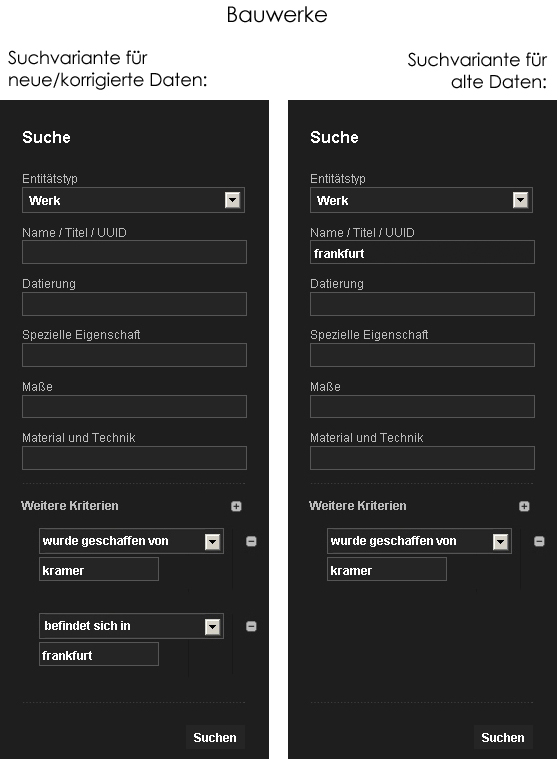 Bauwerke
Suchvariante für
neue/korrigierte Daten:
Suche
Entitätstyp
Werk
Name / Titel / UUID
Datierung
Spezielle Eigenschaft
Maße
Material und Technik
Weitere Kriterien
wurde geschaffen von
kramer
befindet sich in
frankfurt
Suchen
Suchvariante für
alte Daten:
Suche
Entitätstyp
Werk
Name / Titel / UUID
frankfurt
Datierung
Spezielle Eigenschaft
Maße
Material und Technik
Weitere Kriterien
wurde geschaffen von
kramer
Suchen